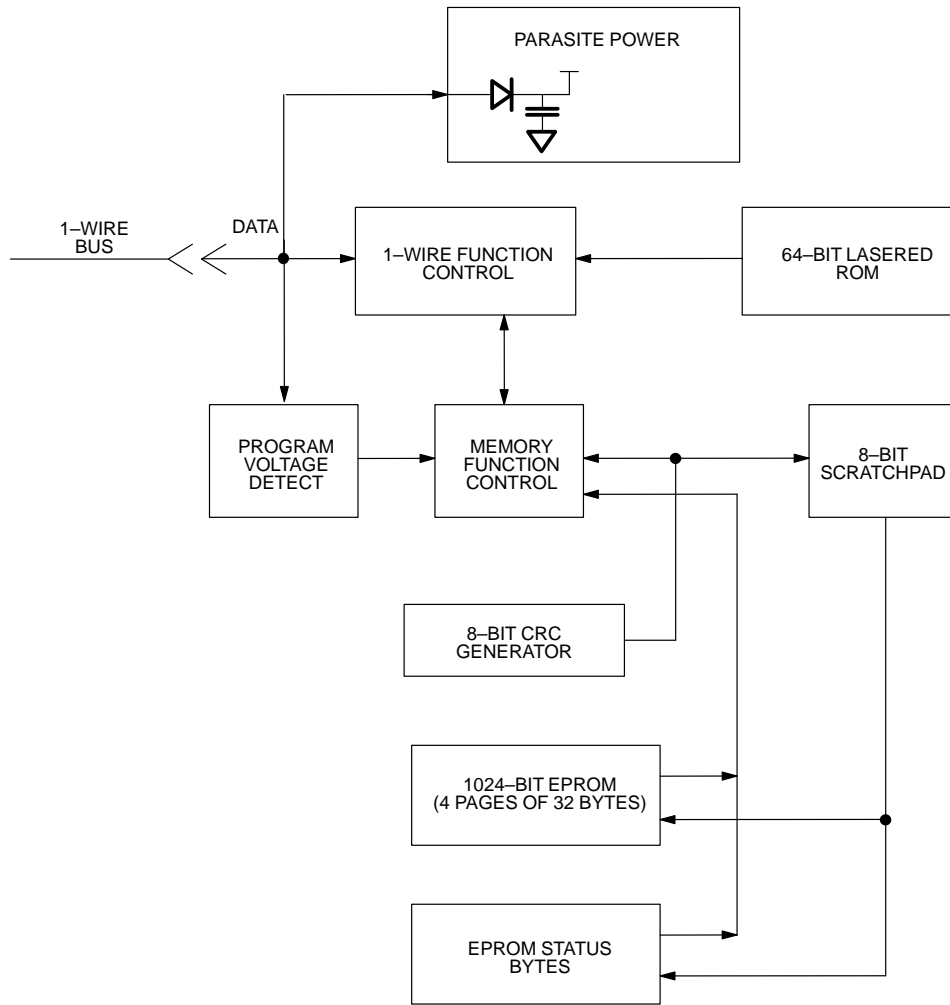 PARASITE POWER
1–WIRE
BUS
DATA
1–WIRE FUNCTION
CONTROL
64–BIT LASERED
ROM
PROGRAM
VOLTAGE
DETECT
MEMORY
FUNCTION
CONTROL
8–BIT
SCRATCHPAD
8–BIT CRC
GENERATOR
1024–BIT EPROM
(4 PAGES OF 32 BYTES)
EPROM STATUS
BYTES